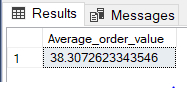 Results Messages
Average_order_value
1 38.3072623343546